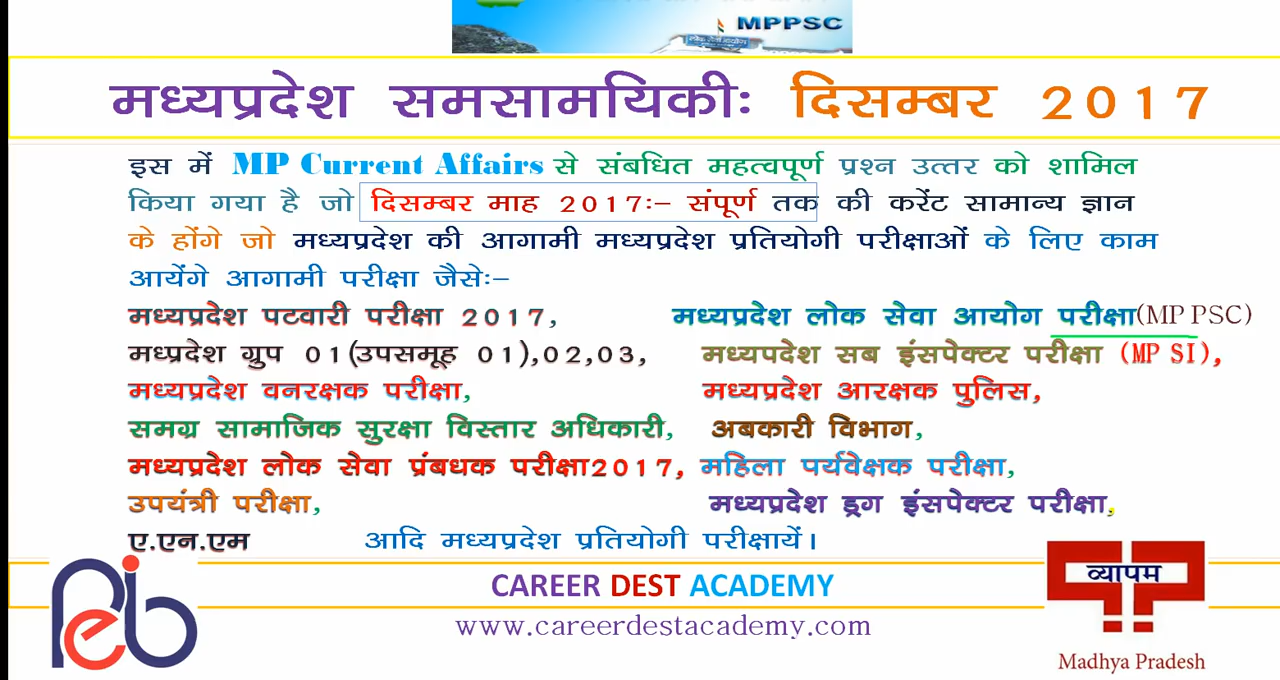 MPPSC
मध्यप्रदेश समसामयिकीः दिसम्बर 2017
इस में MP Current Affairs से संबधित महत्वपूर्ण प्रश्न उत्तर को शामिल
किया गया है जो दिसम्बर माह 2017ः- संपूर्ण तक की करेंट सामान्य ज्ञान
के होंगे जो मध्यप्रदेश की आगामी मध्यप्रदेश प्रतियोगी परीक्षाओं के लिए काम
आयेंगे आगामी परीक्षा जैसेः-
मध्यप्रदेश पटवारी परीक्षा 2017, मध्यप्रदेश लोक सेवा आयोग परीक्षा(MP PSC)
मध्प्रदेश ग्रुप 01(उपसमूह 01),02,03, मध्यपदेश सब इंसपेक्टर परीक्षा (MP SI),
मध्यप्रदेश वनरक्षक परीक्षा, मध्यप्रदेश आरक्षक पुलिस,
समग्र सामाजिक सुरक्षा विस्तार अधिकारी, अबकारी विभाग,
मध्यप्रदेश लोक सेवा प्रंबधक परीक्षा2017, महिला पर्यवेक्षक परीक्षा,
उपयंत्री परीक्षा, मध्यप्रदेश ड्रग इंसपेक्टर परीक्षा,
ए.एन.एम आदि मध्यप्रदेश प्रतियोगी परीक्षायें।
Peb
CAREER DEST ACADEMY
www.careerdestacademy.com
व्यापम
Madhya Pradesh